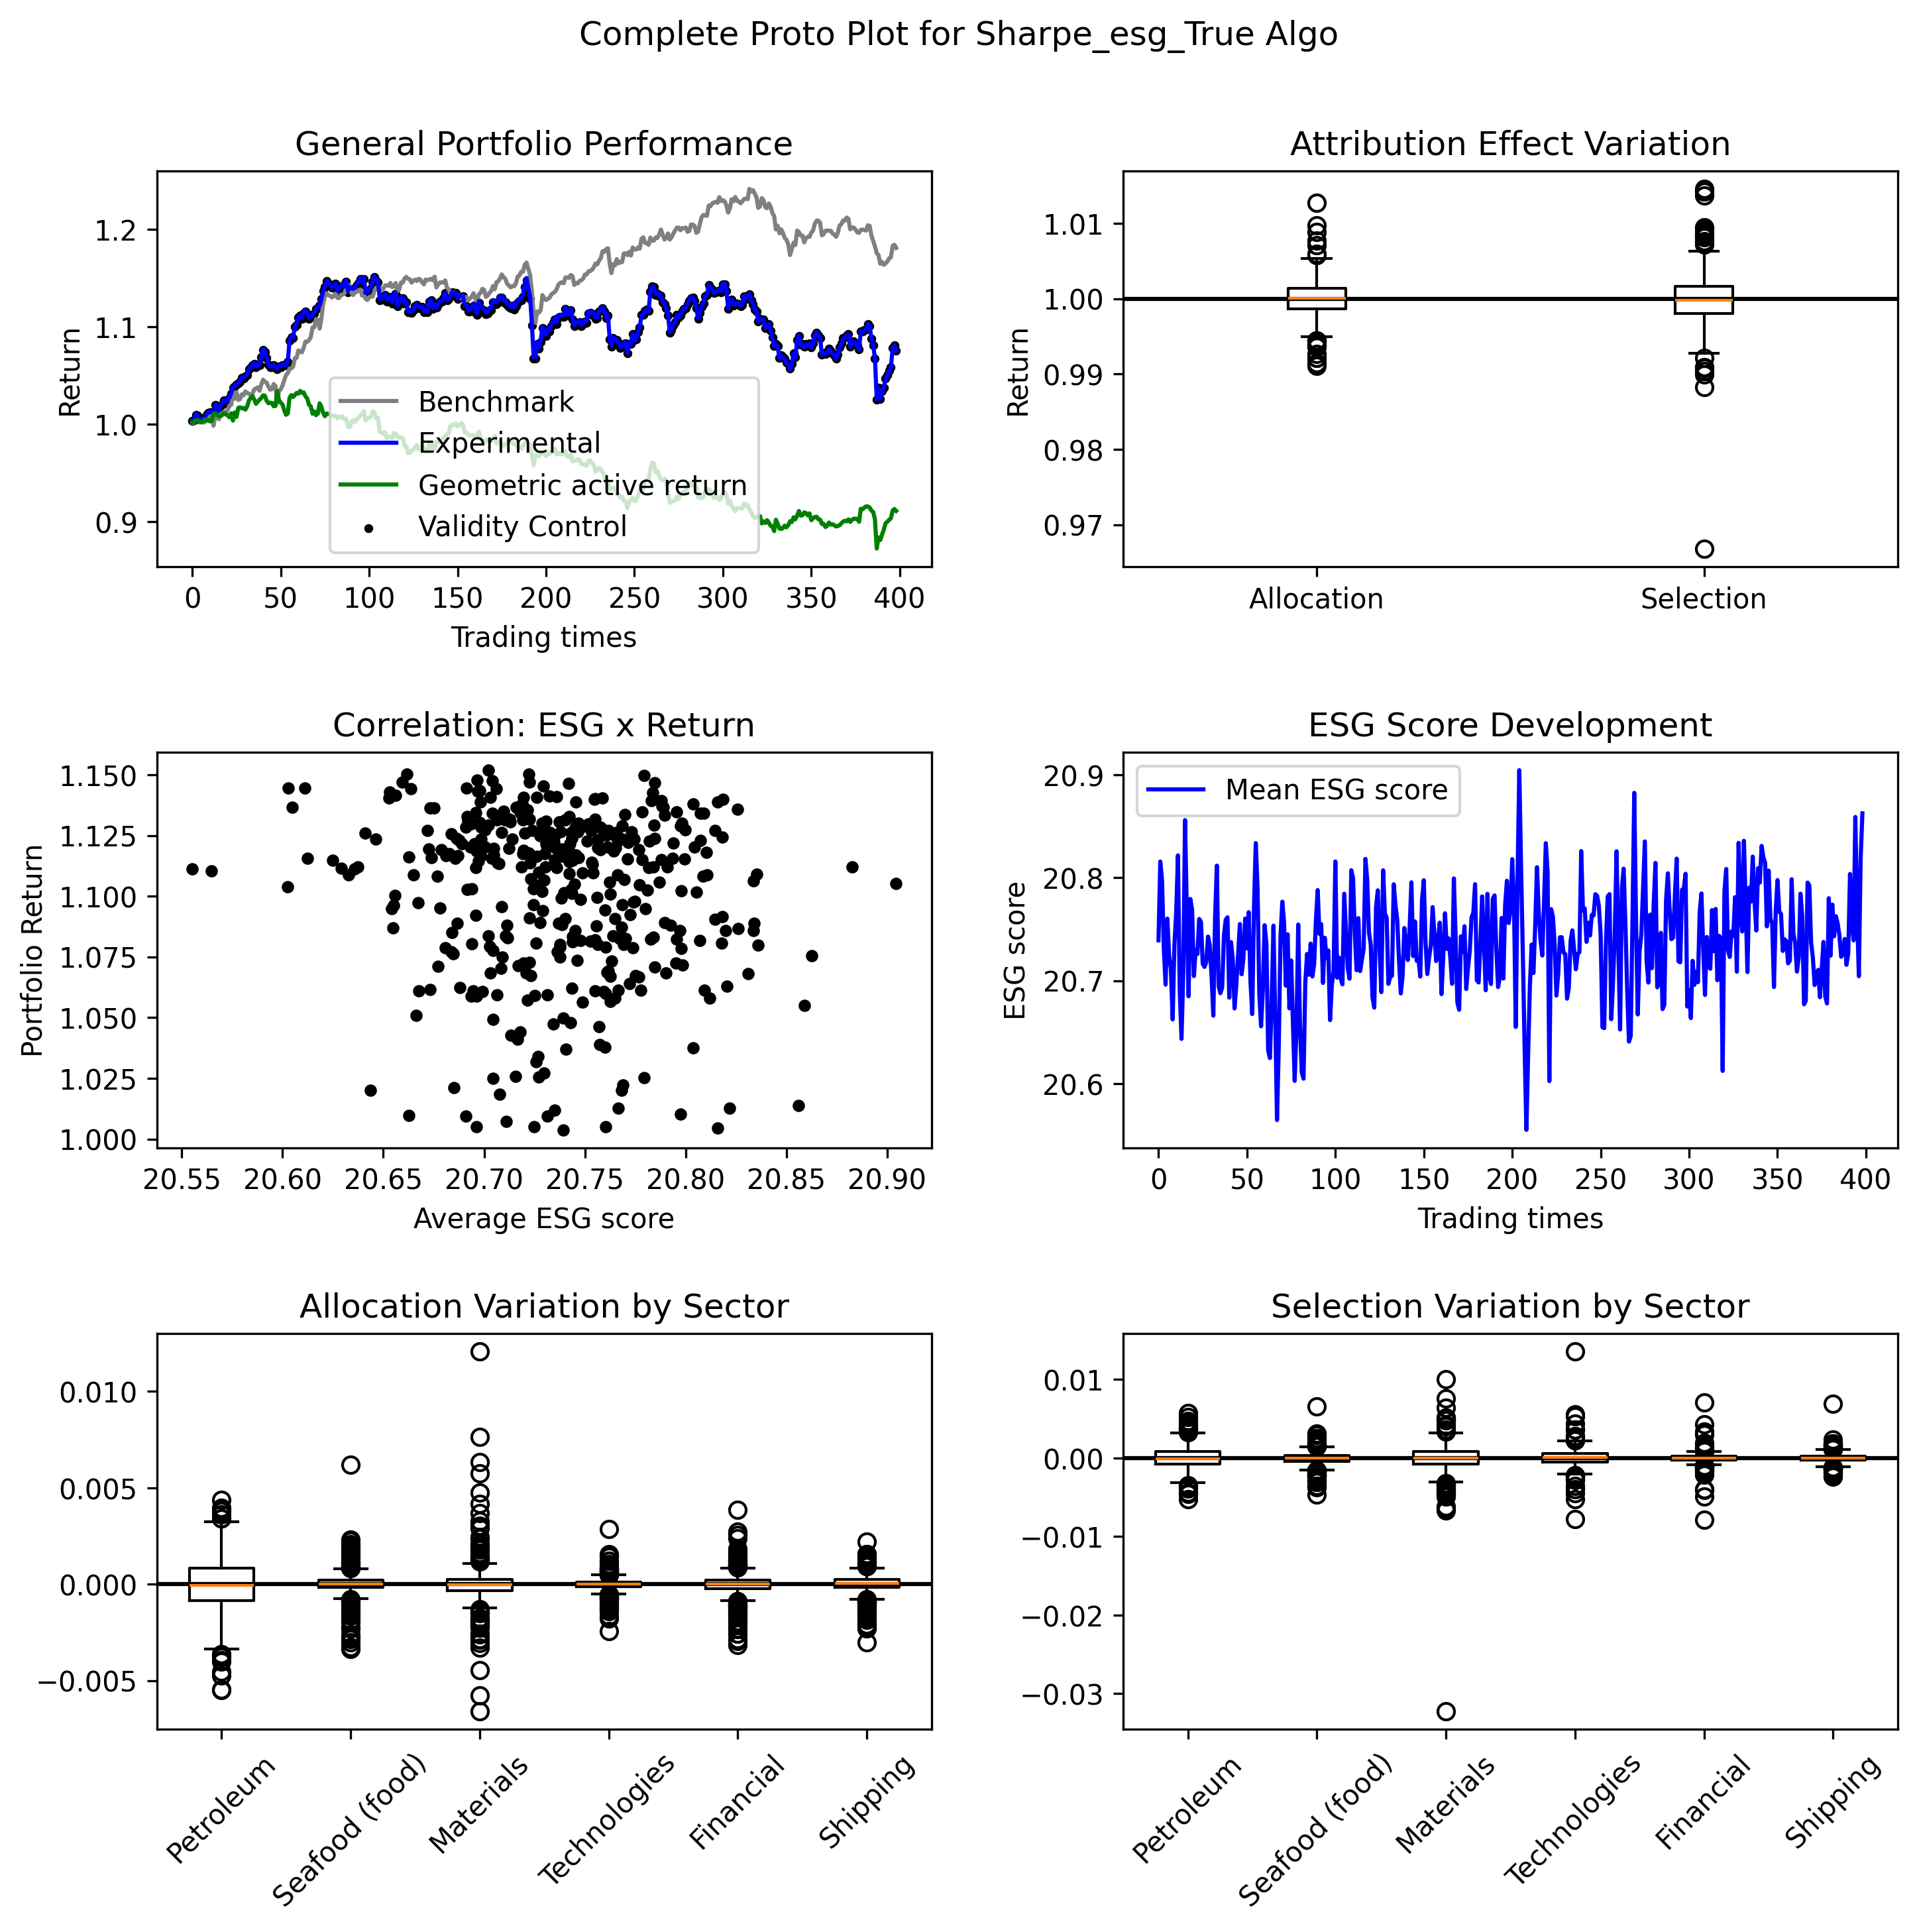 Complete Proto Plot for Sharpe_esg_True Algo
General Portfolio Performance
Return
1.2
1.1
1.0
0.9
Benchmark
Experimental
Geometric active return
Validity Control
0 50 100 150 200 250 300 350 400
Trading times
Attribution Effect Variation
Return
1.01
1.00
0.99
0.98
0.97
Allocation Selection
Correlation: ESG x Return
Portfolio Return
1.150
1.125
1.100
1.075
1.050
1.025
1.000
20.55 20.60 20.65 20.70 20.75 20.80 20.85 20.90
Average ESG score
ESG Score Development
ESG score
20.9
20.8
20.7
20.6
Mean ESG score
0 50 100 150 200 250 300 350 400
Trading times
Allocation Variation by Sector
0.010
0.005
0.000
−0.005
Petroleum
Seafood (food)
Materials
Technologies
Financial
Shipping
Selection Variation by Sector
0.01
0.00
−0.01
−0.02
−0.03
Petroleum
Seafood (food)
Materials
Technologies
Financial
Shipping